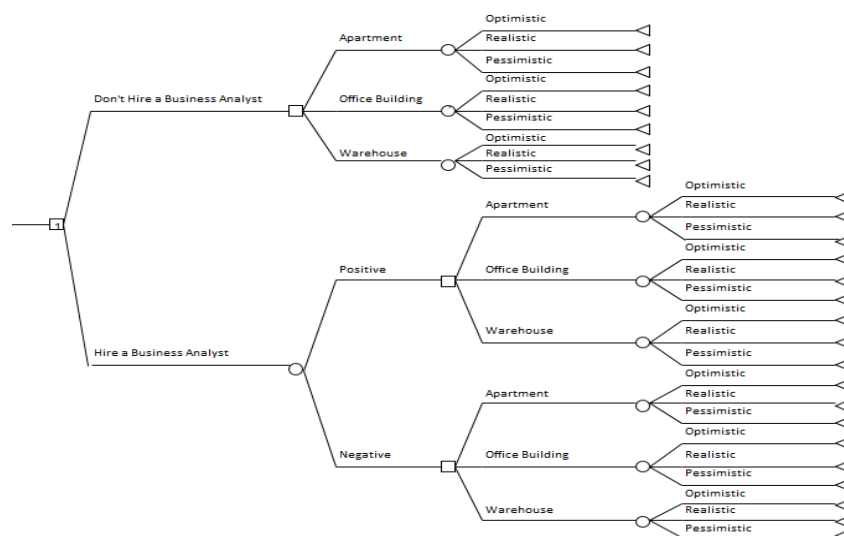 Optimistic
Apartment
Realistic
Pessimistic
Optimistic
Don't Hire a Business Analyst
Office Building
Realistic
Pessimistic
Optimistic
Warehouse
Realistic
Pessimistic
1
Optimistic
Apartment
Realistic
Pessimistic
Optimistic
Positive
Office Building
Realistic
Pessimistic
Optimistic
Warehouse
Realistic
Hire a Business Analyst
Pessimistic
Optimistic
Apartment
Realistic
Pessimistic
Optimistic
Negative
Office Building
Realistic
Pessimistic
Optimistic
Warehouse
Realistic
Pessimistic